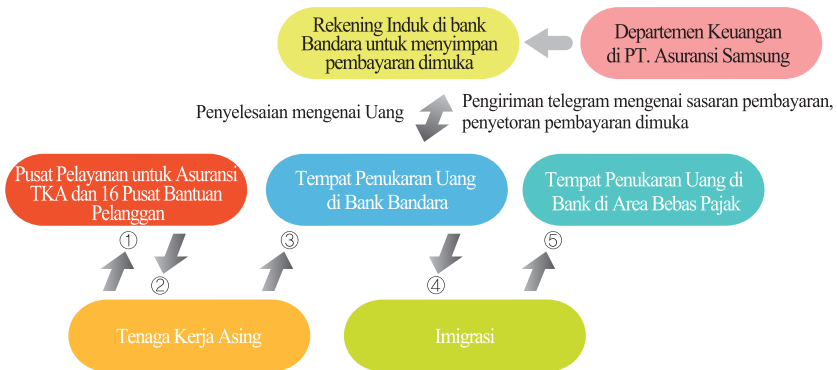 Rekening Induk di bank
Bandara untuk menyimpan
pembayaran dimuka
Departemen Keuangan
di PT. Asuransi Samsung
Penyelesaian mengenai Uang
Pengiriman telegram mengenai sasaran pembayaran,
penyetoran pembayaran dimuka
Pusat Pelayanan untuk Asuransi
TKA dan 16 Pusat Bantuan
Pelanggan
Tempat Penukaran Uang
di Bank Bandara
Tempat Penukaran Uang di
Bank di Area Bebas Pajak
①
②
③
④
⑤
Tenaga Kerja Asing
Imigrasi